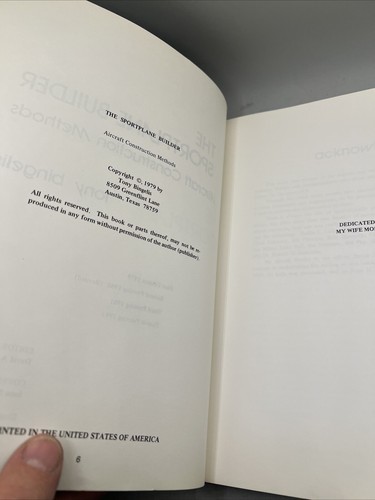 THE SPORTPLANE BUILDER
Aircraft Construction Methods
Copyright ©, 1979 by
Tony Bingelis
8509 Greenflint Lane
Austin, Texas 78759
All rights reserved. This book or parts thereof, may not be re-
produced in any form without permission of the author (publisher).
INTED IN THE UNITED STATES OF AMERICA
6
DEDICATED
MY WIFE MO